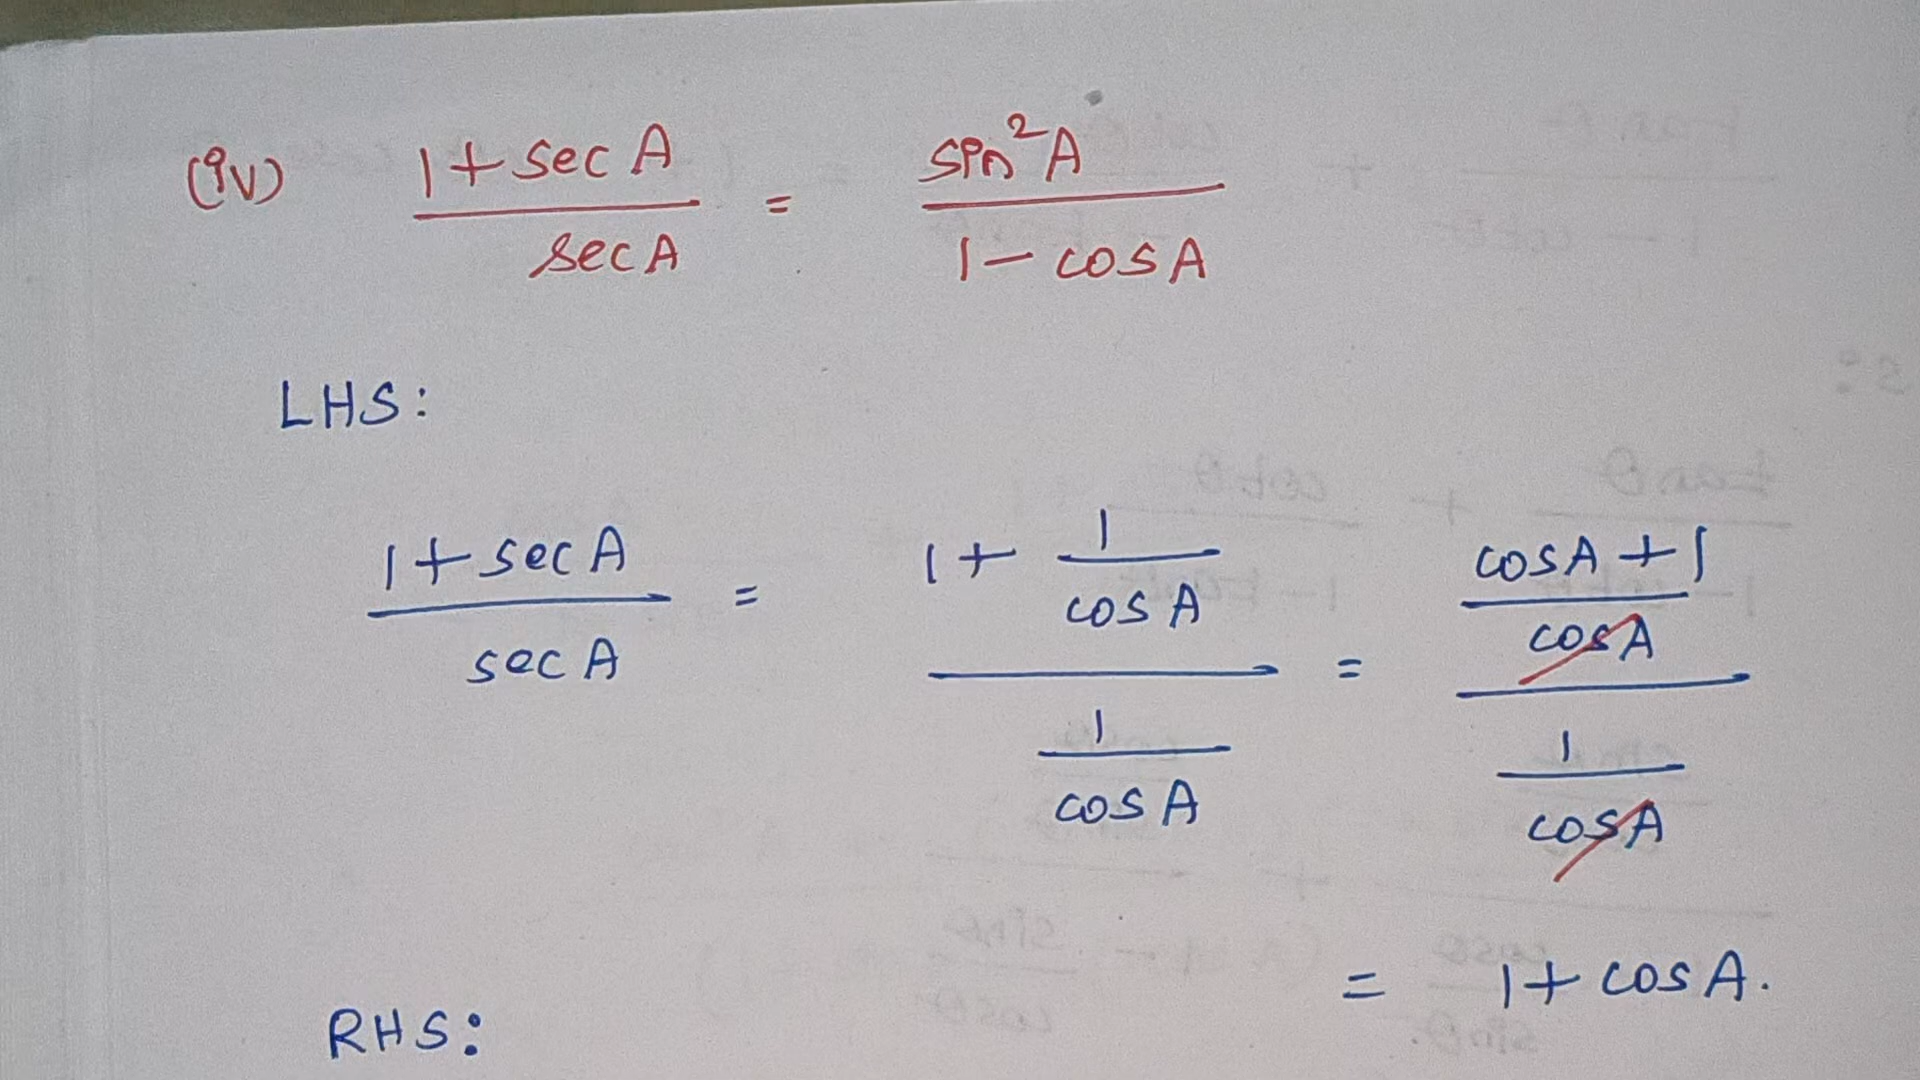 (iv) (1 + sec A)/(sec A) = (sin²A)/(1 - cos A)
LHS:
(1 + sec A)/(sec A) = (1 + 1/(cos A))/(1/(cos A)) = ((cos A + 1)/(cos A))/(1/(cos A))
= 1 + cos A.
RHS: